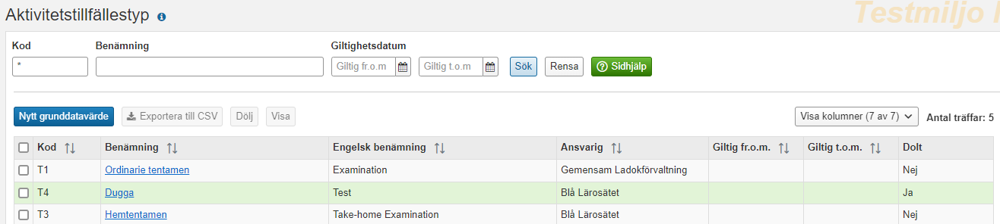 Aktivitetstillfällestyp
Testmiljo
Kod Benämning Giltighetsdatum
* Giltig fr.o.m Giltig t.o.m Sök Rensa Sidhjälp
Nytt grunddatavärde Exportera till CSV Dölj Visa Visa kolumner (7 av 7) Antal träffar: 5
Kod Benämning Engelsk benämning Ansvarig Giltig fr.o.m. Giltig t.o.m. Dolt
T1 Ordinarie tentamen Examination Gemensam Ladokförvaltning Nej
T4 Dugga Test Blå Lärosätet Ja
T3 Hemtentamen Take-home Examination Blå Lärosätet Nej